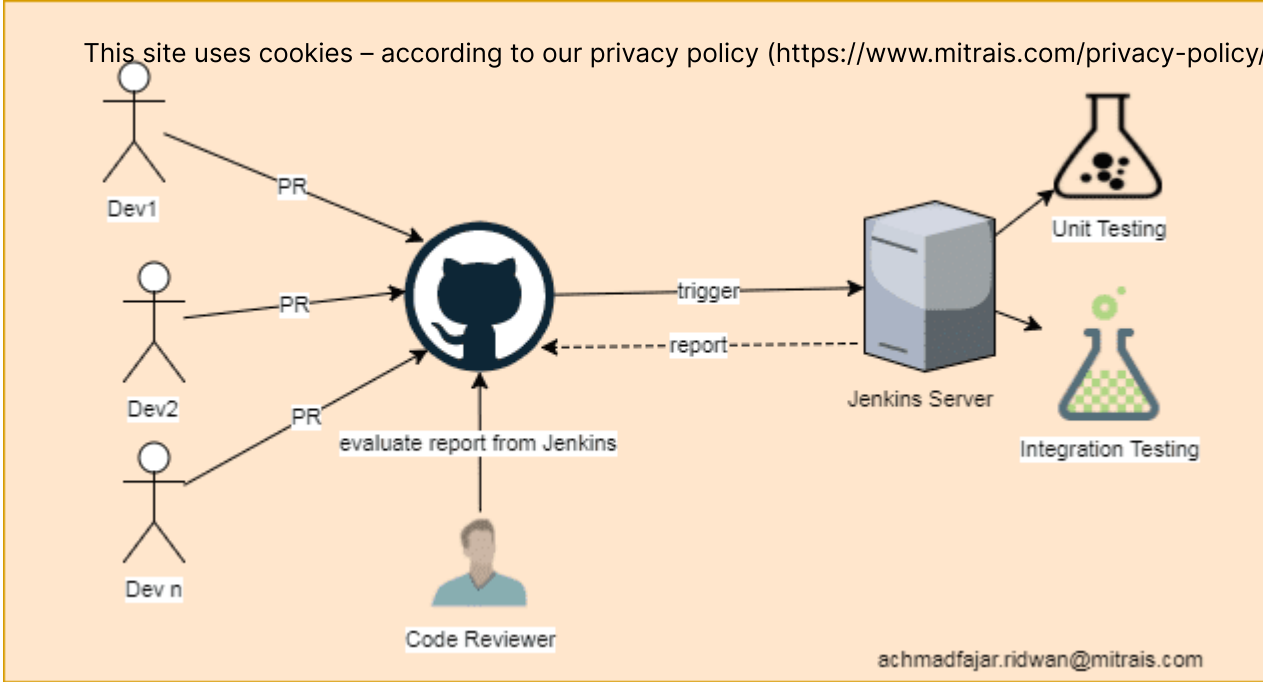 This site uses cookies – according to our privacy policy (https://www.mitrais.com/privacy-policy/
Dev1
PR
Dev2
PR
Dev n
PR
trigger
report
evaluate report from Jenkins
Code Reviewer
Jenkins Server
Unit Testing
Integration Testing
achmadfajar.ridwan@mitrais.com